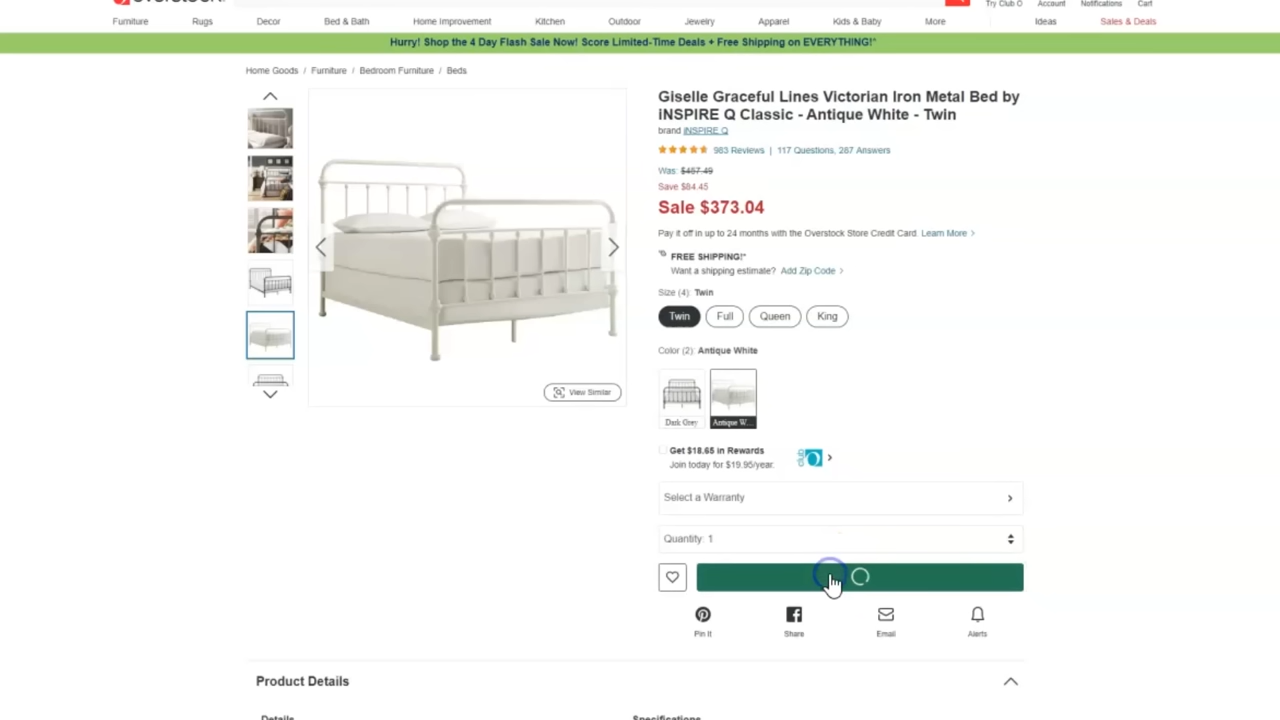 Try Club O Account Notifications Cart
Furniture Rugs Decor Bed & Bath Home Improvement Kitchen Outdoor Jewelry Apparel Kids & Baby More Ideas Sales & Deals
Hurry! Shop the 4 Day Flash Sale Now! Score Limited-Time Deals + Free Shipping on EVERYTHING!*
Home Goods / Furniture / Bedroom Furniture / Beds
Giselle Graceful Lines Victorian Iron Metal Bed by
iNSPIRE Q Classic - Antique White - Twin
brand iNSPIRE Q
983 Reviews | 117 Questions, 287 Answers
Was: $457.49
Save $84.45
Sale $373.04
Pay it off in up to 24 months with the Overstock Store Credit Card. Learn More >
FREE SHIPPING!*
Want a shipping estimate? Add Zip Code >
Size (4): Twin
Twin Full Queen King
Color (2): Antique White
View Similar
Dark Grey Antique W...
Get $18.65 in Rewards
Join today for $19.95/year.
club O
Select a Warranty
Quantity: 1
Pin It Share Email Alerts
Product Details
Details Specifications